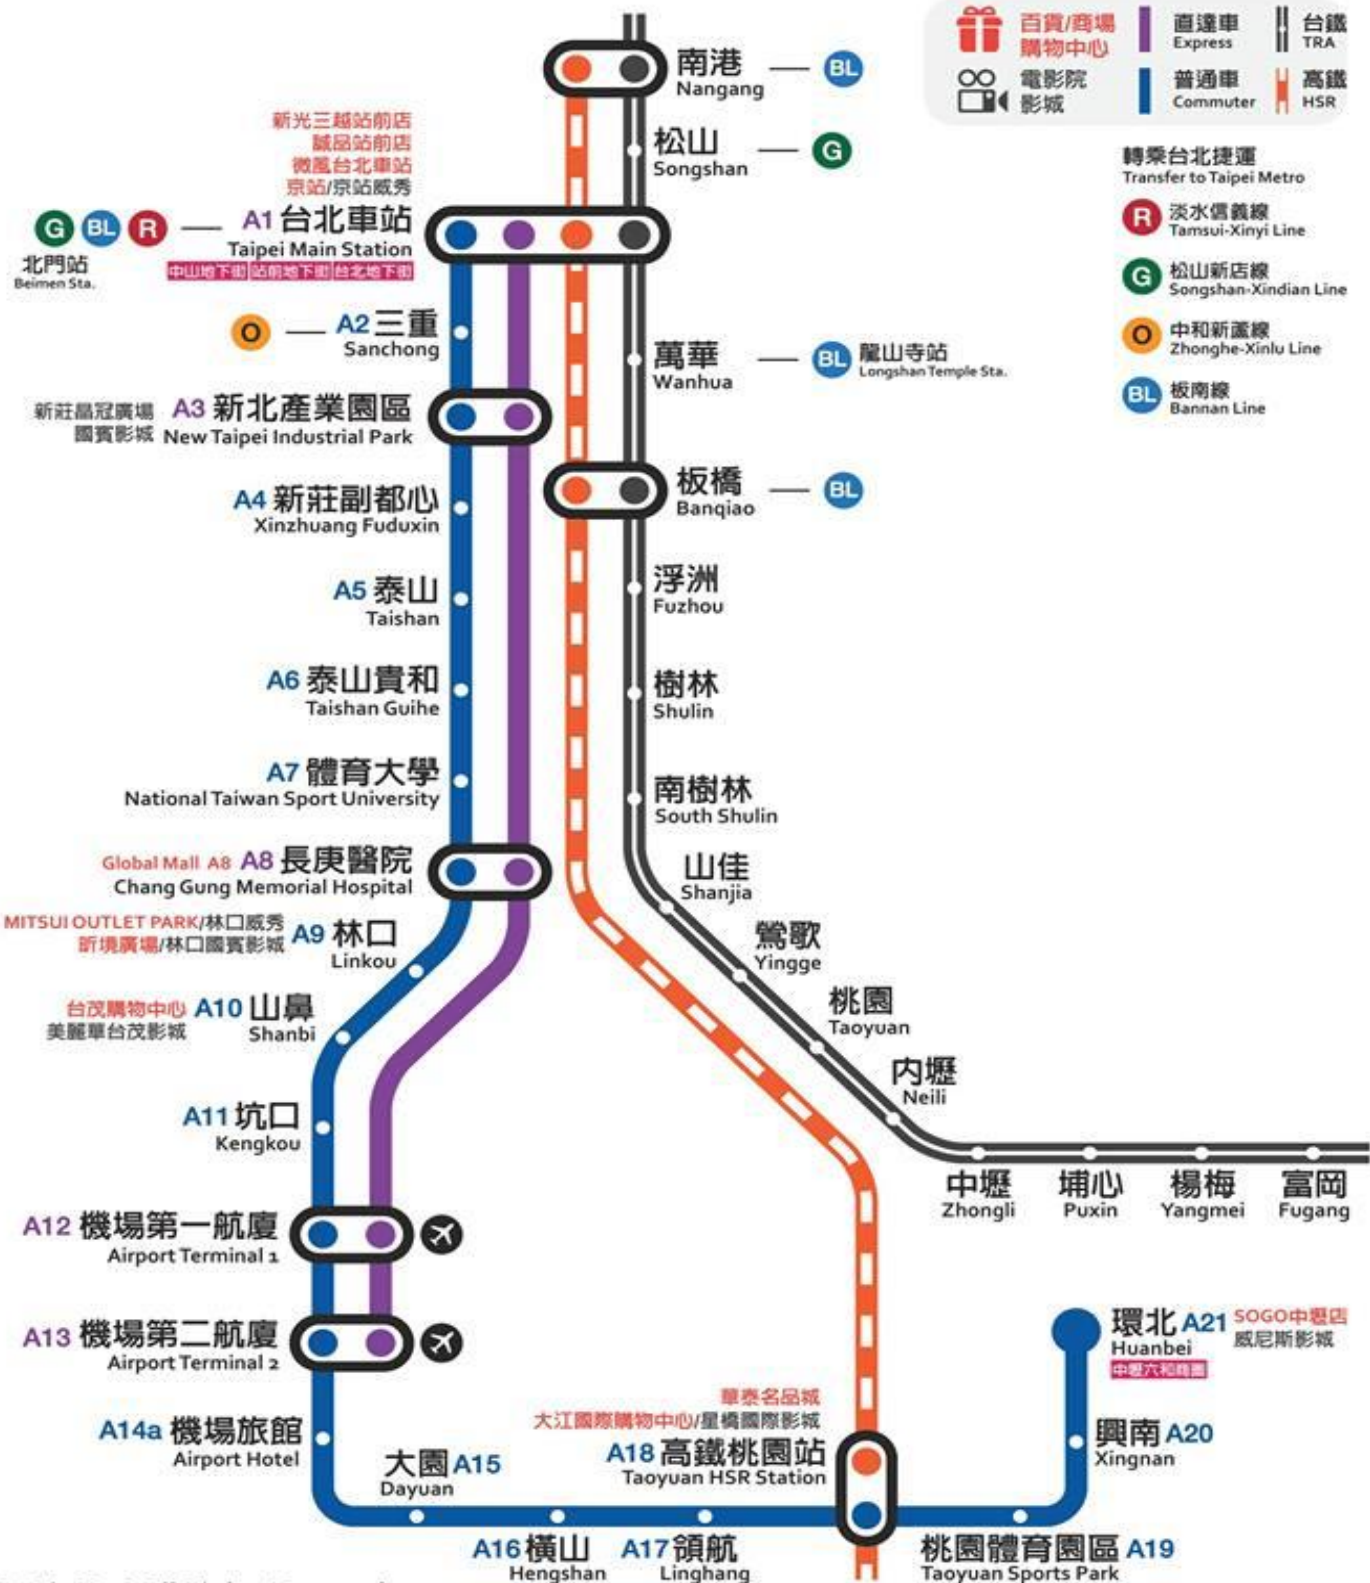 百貨/商場
購物中心
直達車
Express
台鐵
TRA
電影院
影城
普通車
Commuter
高鐵
HSR
轉乘台北捷運
Transfer to Taipei Metro
R 淡水信義線
Tamsui-Xinyi Line
G 松山新店線
Songshan-Xindian Line
O 中和新蘆線
Zhonghe-Xinlu Line
BL 板南線
Bannan Line
南港 BL
Nangang
松山 G
Songshan
新光三越站前店
誠品站前店
微風台北車站
京站/京站威秀
G BL R A1 台北車站
Taipei Main Station
北門站
Beimen Sta.
中山地下街 站前地下街 台北地下街
O A2 三重
Sanchong
萬華 BL 龍山寺站
Wanhua Longshan Temple Sta.
新莊晶冠廣場
國賓影城
A3 新北產業園區
New Taipei Industrial Park
板橋 BL
Banqiao
A4 新莊副都心
Xinzhuang Fuduxin
A5 泰山
Taishan
浮洲
Fuzhou
A6 泰山貴和
Taishan Guihe
樹林
Shulin
A7 體育大學
National Taiwan Sport University
南樹林
South Shulin
Global Mall A8 A8 長庚醫院
Chang Gung Memorial Hospital
山佳
Shanjia
MITSUI OUTLET PARK/林口威秀
昕境廣場/林口國賓影城
A9 林口
Linkou
鶯歌
Yingge
台茂購物中心
美麗華台茂影城
A10 山鼻
Shanbi
桃園
Taoyuan
內壢
Neili
A11 坑口
Kengkou
中壢
Zhongli
埔心
Puxin
楊梅
Yangmei
富岡
Fugang
A12 機場第一航廈
Airport Terminal 1
A13 機場第二航廈
Airport Terminal 2
環北 A21
Huanbei
中壢六和商圈
SOGO中壢店
威尼斯影城
A14a 機場旅館
Airport Hotel
華泰名品城
大江國際購物中心/星橋國際影城
A18 高鐵桃園站
Taoyuan HSR Station
興南 A20
Xingnan
大園 A15
Dayuan
A16 橫山
Hengshan
A17 領航
Linghang
桃園體育園區 A19
Taoyuan Sports Park